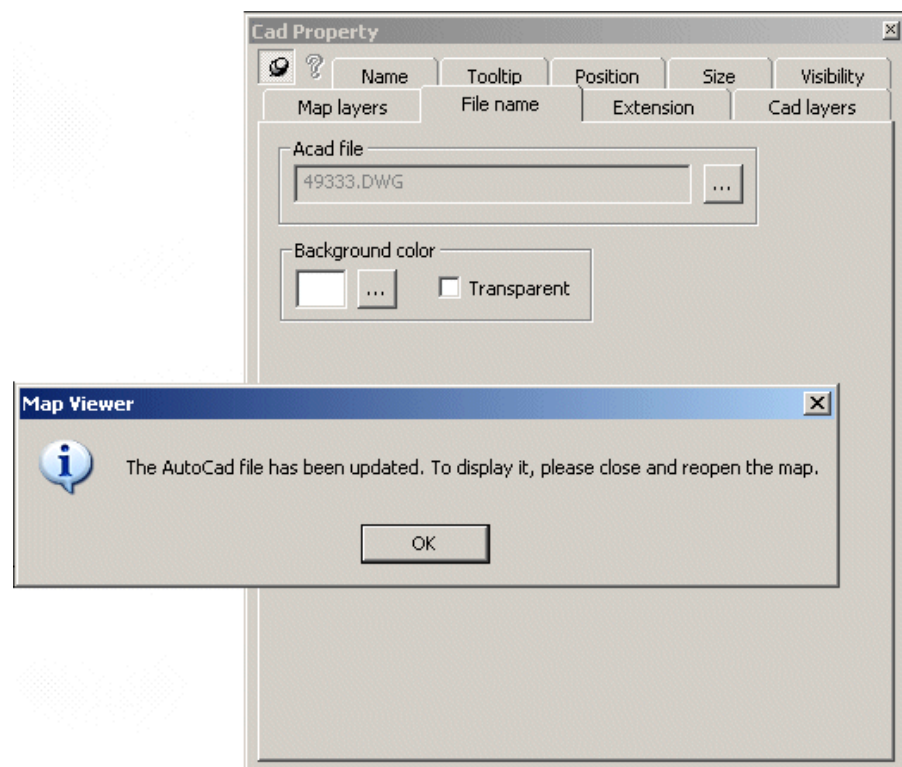 Cad Property
Name Tooltip Position Size Visibility
Map layers File name Extension Cad layers
Acad file
49333.DWG ...
Background color
... Transparent
Map Viewer
The AutoCad file has been updated. To display it, please close and reopen the map.
OK